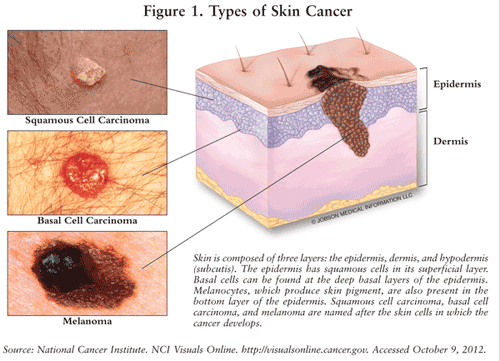 Figure 1. Types of Skin Cancer
Squamous Cell Carcinoma
Basal Cell Carcinoma
Melanoma
Epidermis
Dermis
© JOBSON MEDICAL INFORMATION LLC
Skin is composed of three layers: the epidermis, dermis, and hypodermis
(subcutis). The epidermis has squamous cells in its superficial layer.
Basal cells can be found at the deep basal layers of the epidermis.
Melanocytes, which produce skin pigment, are also present in the
bottom layer of the epidermis. Squamous cell carcinoma, basal cell
carcinoma, and melanoma are named after the skin cells in which the
cancer develops.
Source: National Cancer Institute. NCI Visuals Online. http://visualsonline.cancer.gov. Accessed October 9, 2012.